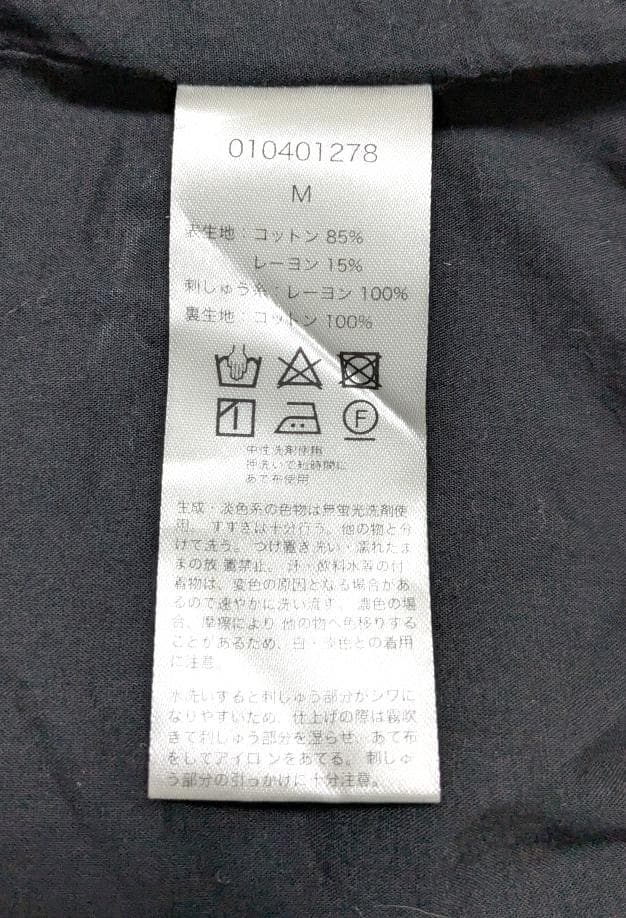 010401278
M
表生地：コットン 85%
レーヨン 15%
刺しゅう糸：レーヨン 100%
裏生地：コットン 100%
F
中性洗剤使用
押洗いで短時間に
あて布使用
生成・淡色系の色物は無蛍光洗剤使
用。すすぎは十分行う。他の物と分
けて洗う。つけ置き洗い・濡れたま
まの放置禁止。汗・飲料水等の付
着物は、変色の原因となる場合があ
るので速やかに洗い流す。濃色の場
合、摩擦により他の物へ色移りする
ことがあるため、白・淡色との着用
に注意。
水洗いすると刺しゅう部分がシワに
なりやすいため、仕上げの際は霧吹
きで刺しゅう部分を湿らせ、あて布
をしてアイロンをあてる。刺しゅ
う部分の引っかけに十分注意。